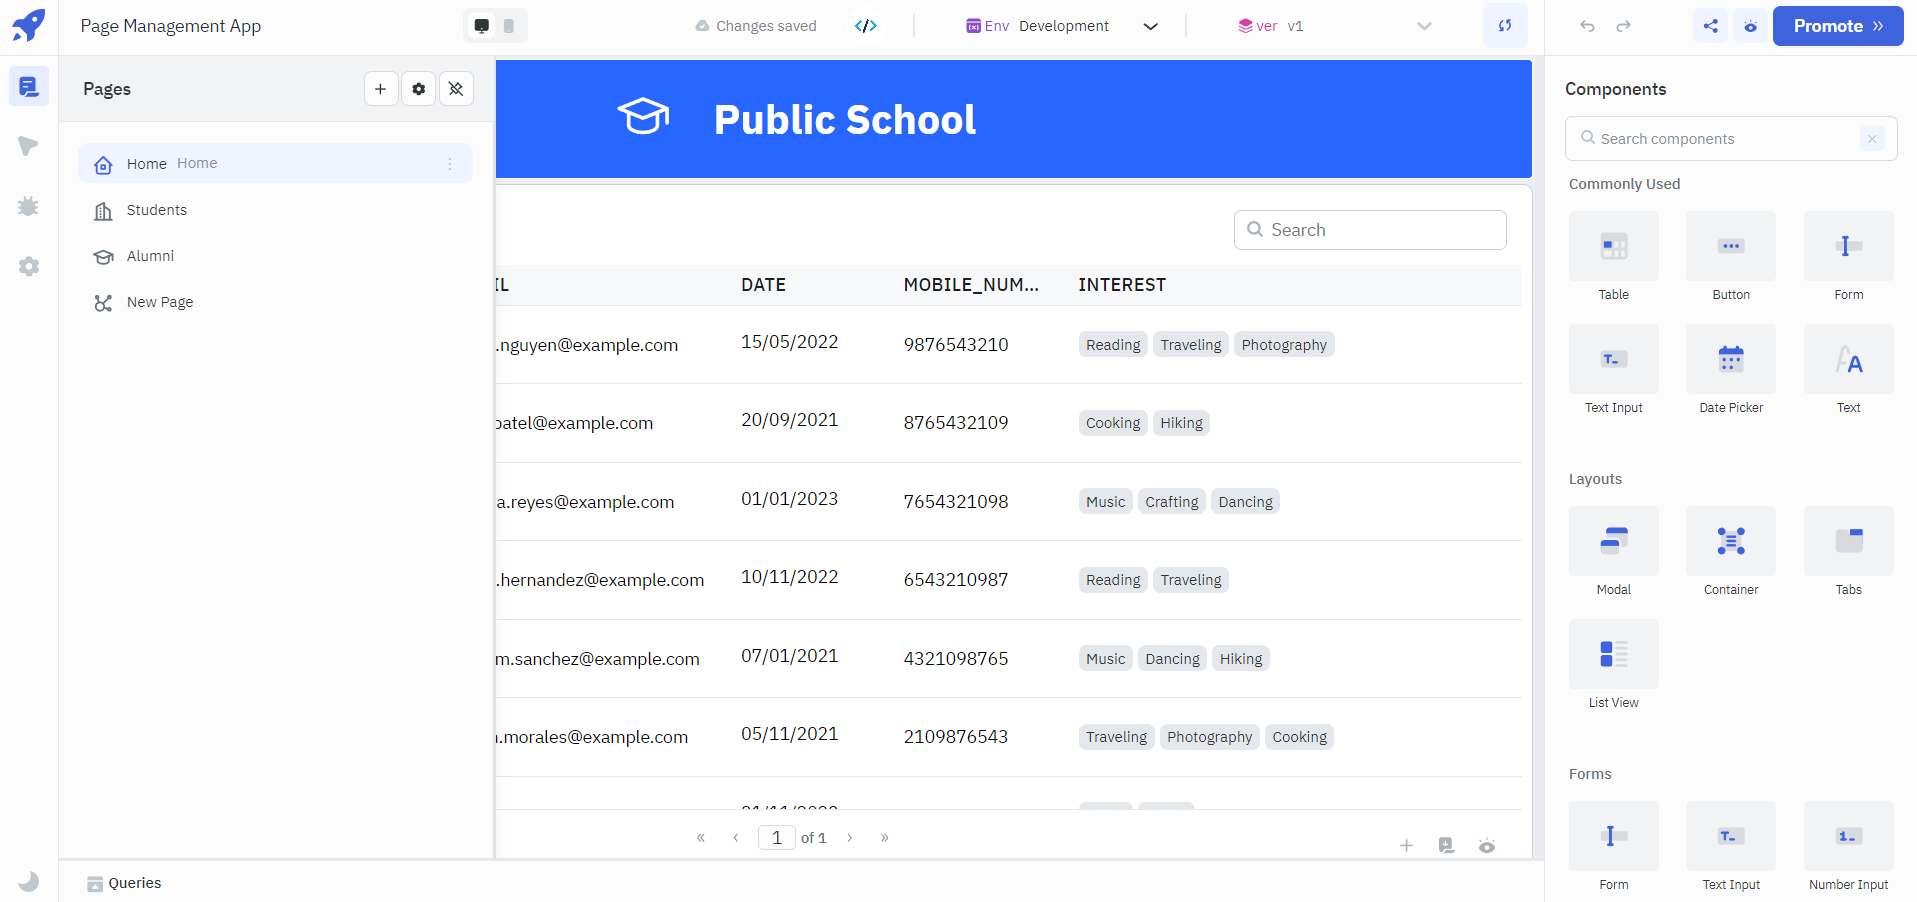 Page Management App
Changes saved
Env Development
ver v1
Promote
Pages
Home Home
Students
Alumni
New Page
Public School
Search
IL DATE MOBILE_NUM... INTEREST
.nguyen@example.com 15/05/2022 9876543210 Reading Traveling Photography
patel@example.com 20/09/2021 8765432109 Cooking Hiking
a.reyes@example.com 01/01/2023 7654321098 Music Crafting Dancing
.hernandez@example.com 10/11/2022 6543210987 Reading Traveling
m.sanchez@example.com 07/01/2021 4321098765 Music Dancing Hiking
.morales@example.com 05/11/2021 2109876543 Traveling Photography Cooking
« ‹ 1 of 1 › »
Queries
Components
Search components
Commonly Used
Table Button Form
Text Input Date Picker Text
Layouts
Modal Container Tabs
List View
Forms
Form Text Input Number Input